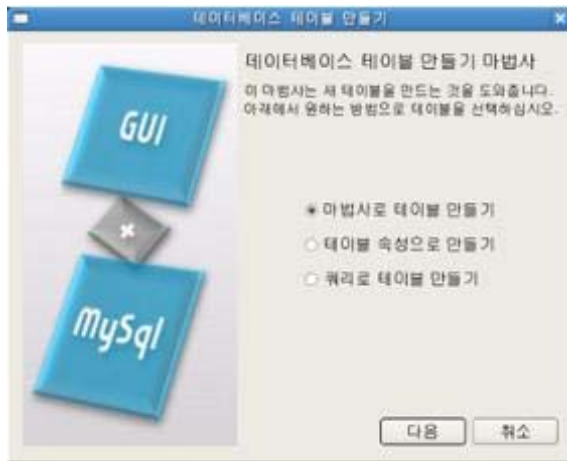 데이터베이스 테이블 만들기
데이터베이스 테이블 만들기 마법사
이 마법사는 새 테이블을 만드는 것을 도와줍니다.
아래에서 원하는 방법으로 테이블을 선택하십시오.
GUI
+
MySql
마법사로 테이블 만들기
테이블 속성으로 만들기
쿼리로 테이블 만들기
다음
취소